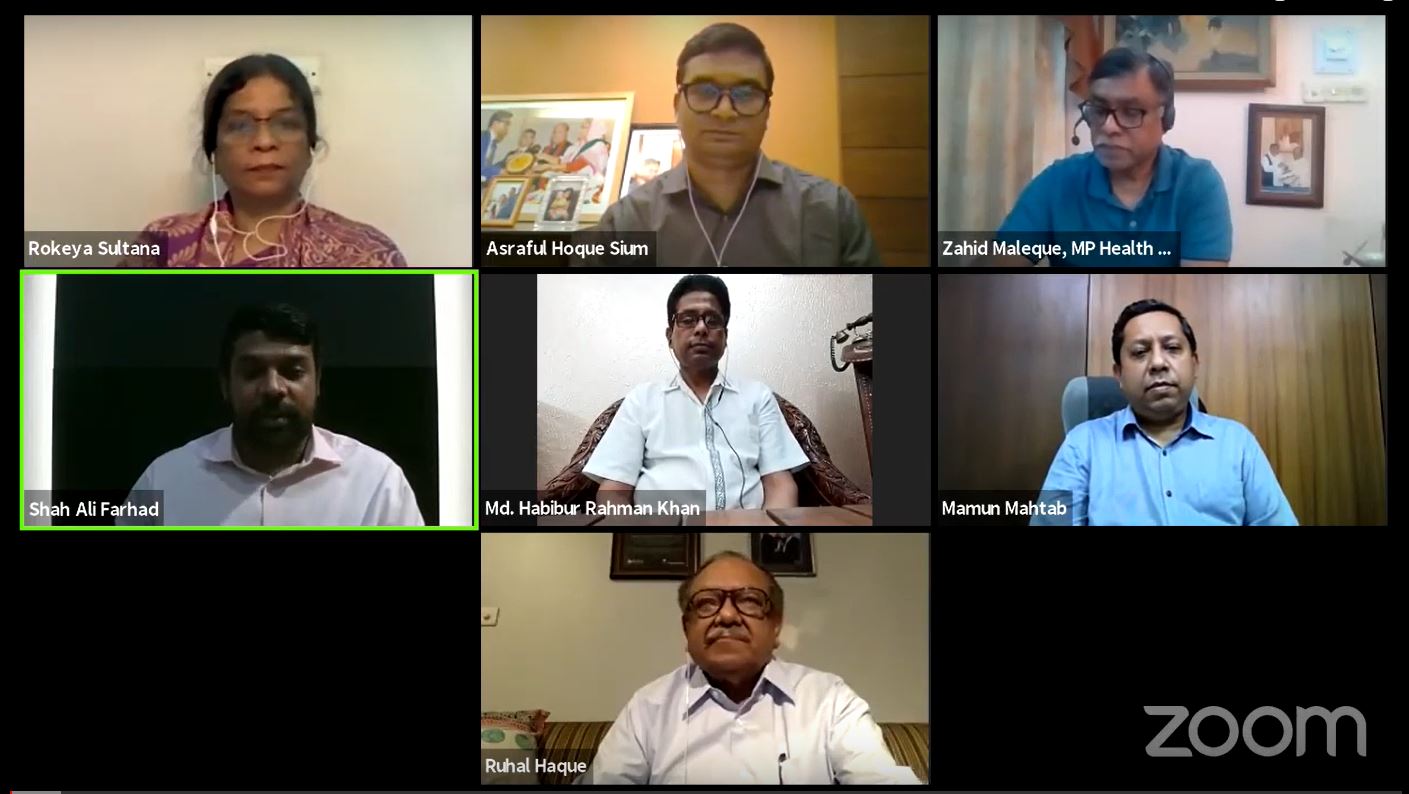 Rokeya Sultana
Asraful Hoque Sium
Zahid Maleque, MP Health ...
Shah Ali Farhad
Md. Habibur Rahman Khan
Mamun Mahtab
Ruhal Haque
zoom